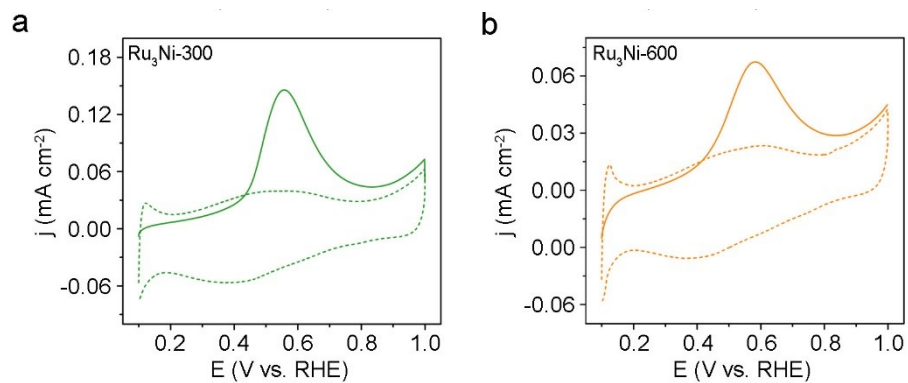 a
Ru₃Ni-300
0.18
0.12
0.06
0.00
-0.06
j (mA cm⁻²)
0.2 0.4 0.6 0.8 1.0
E (V vs. RHE)
b
Ru₃Ni-600
0.06
0.03
0.00
0.00
-0.06
j (mA cm⁻²)
0.2 0.4 0.6 0.8 1.0
E (V vs. RHE)